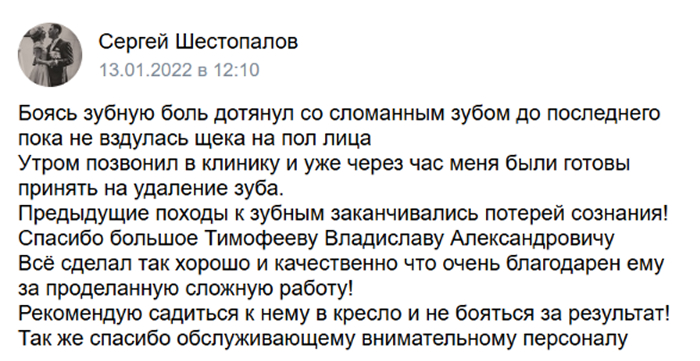 Сергей Шестопалов
13.01.2022 в 12:10
Боясь зубную боль дотянул со сломанным зубом до последнего
пока не вздулась щека на пол лица
Утром позвонил в клинику и уже через час меня были готовы
принять на удаление зуба.
Предыдущие походы к зубным заканчивались потерей сознания!
Спасибо большое Тимофееву Владиславу Александровичу
Всё сделал так хорошо и качественно что очень благодарен ему
за проделанную сложную работу!
Рекомендую садиться к нему в кресло и не бояться за результат!
Так же спасибо обслуживающему внимательному персоналу